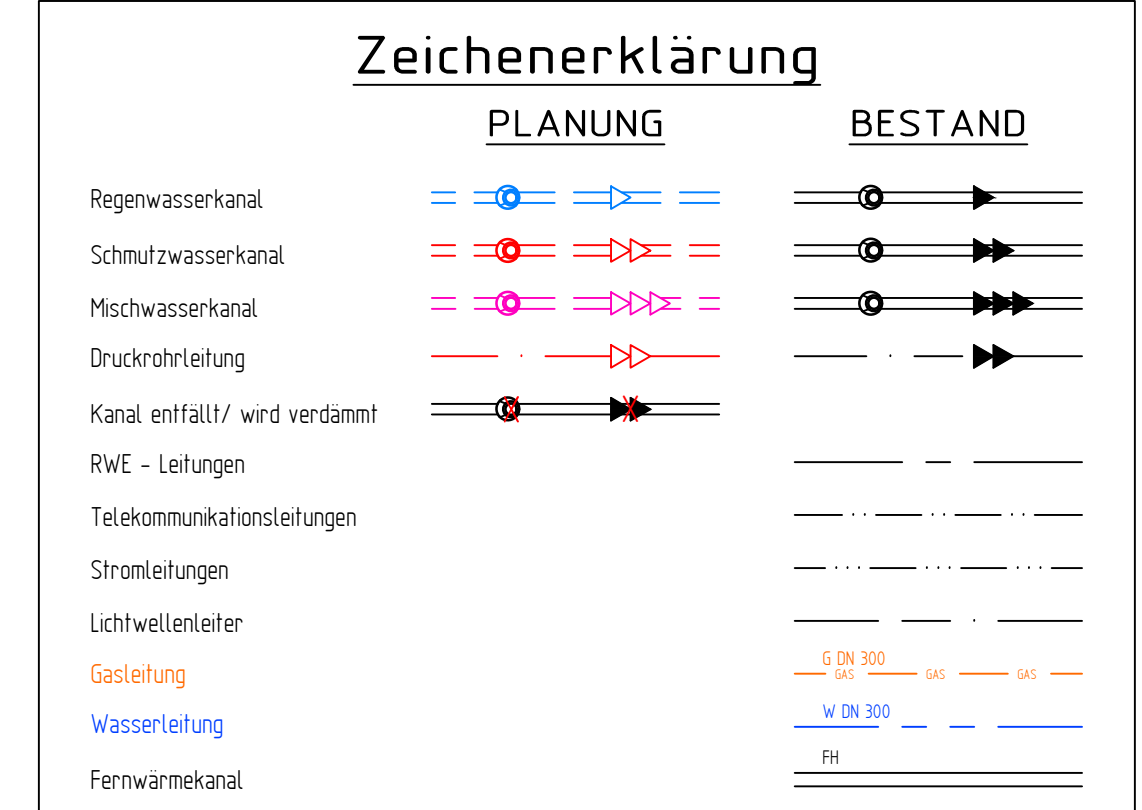 Zeichenerklärung
PLANUNG BESTAND
Regenwasserkanal
Schmutzwasserkanal
Mischwasserkanal
Druckrohrleitung
Kanal entfällt/ wird verdämmt
RWE - Leitungen
Telekommunikationsleitungen
Stromleitungen
Lichtwellenleiter
G DN 300
Gasleitung GAS GAS GAS
W DN 300
Wasserleitung
FH
Fernwärmekanal